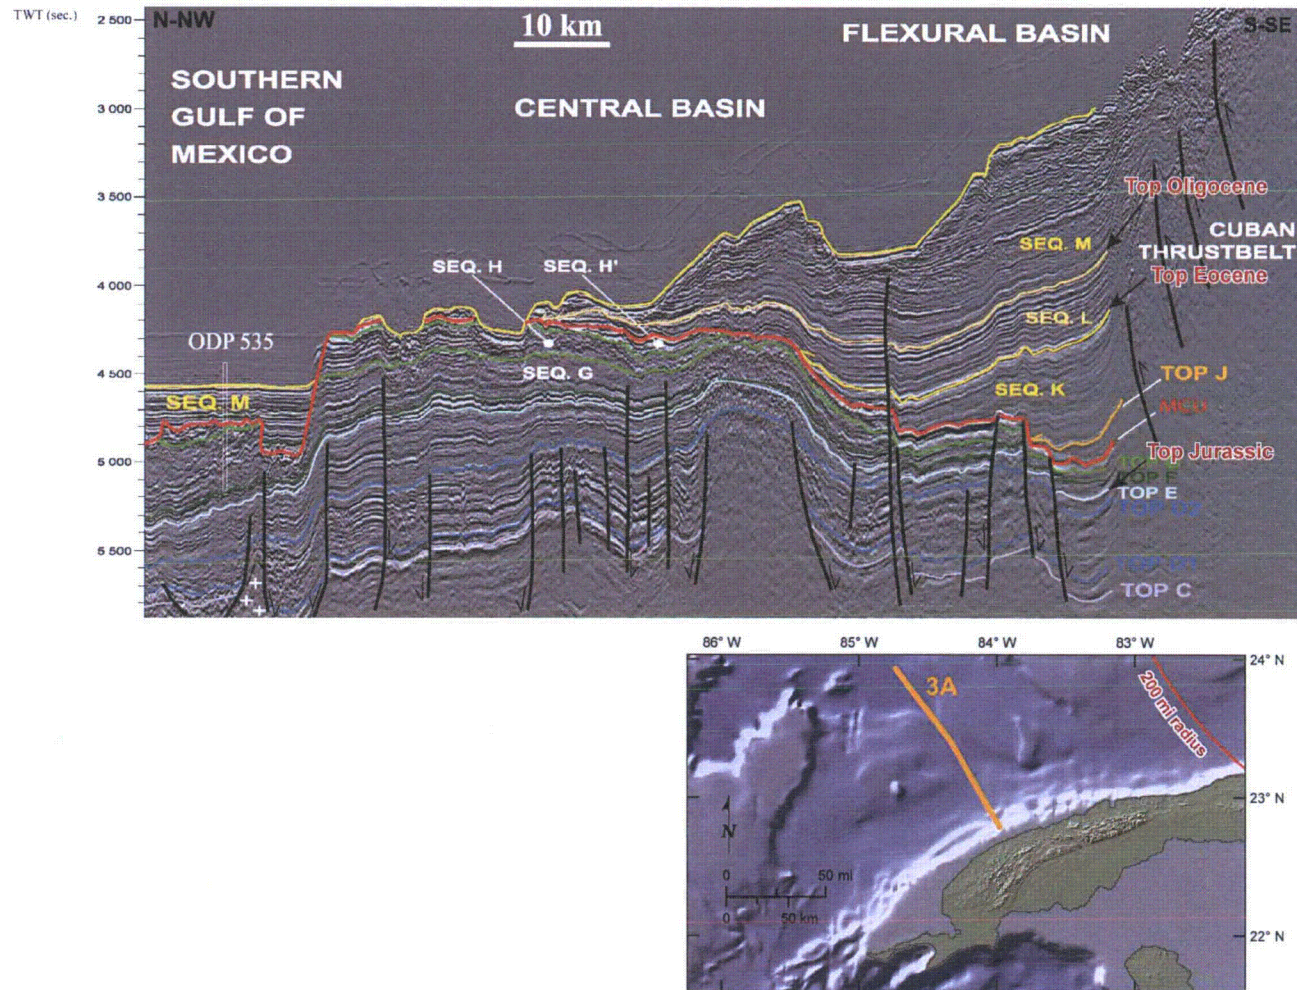 TWT (sec.)
2 500
N-NW
10 km
FLEXURAL BASIN
S-SE
SOUTHERN
GULF OF
MEXICO
CENTRAL BASIN
3 000
3 500
Top Oligocene
SEQ. M
CUBAN
THRUSTBELT
4 000
SEQ. H
SEQ. H'
Top Eocene
SEQ. L
ODP 535
4 500
SEQ. G
SEQ. K
TOP J
SEQ. M
MCU
5 000
Top Jurassic
TOP E
5 500
TOP C
86° W
85° W
84° W
83° W
24° N
3A
200 mi radius
23° N
N
0
50 mi
0
50 km
22° N